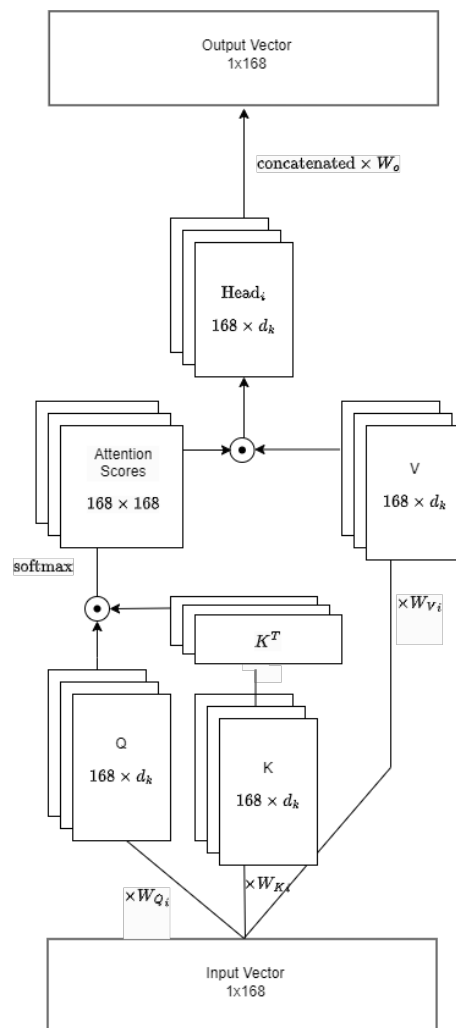 Output Vector
1x168
concatenated × W_o
Head_i
168 × d_k
Attention
Scores
168 × 168
V
168 × d_k
softmax
×W_{V_i}
K^T
Q
168 × d_k
K
168 × d_k
×W_{Q_i}
×W_{K_i}
Input Vector
1x168